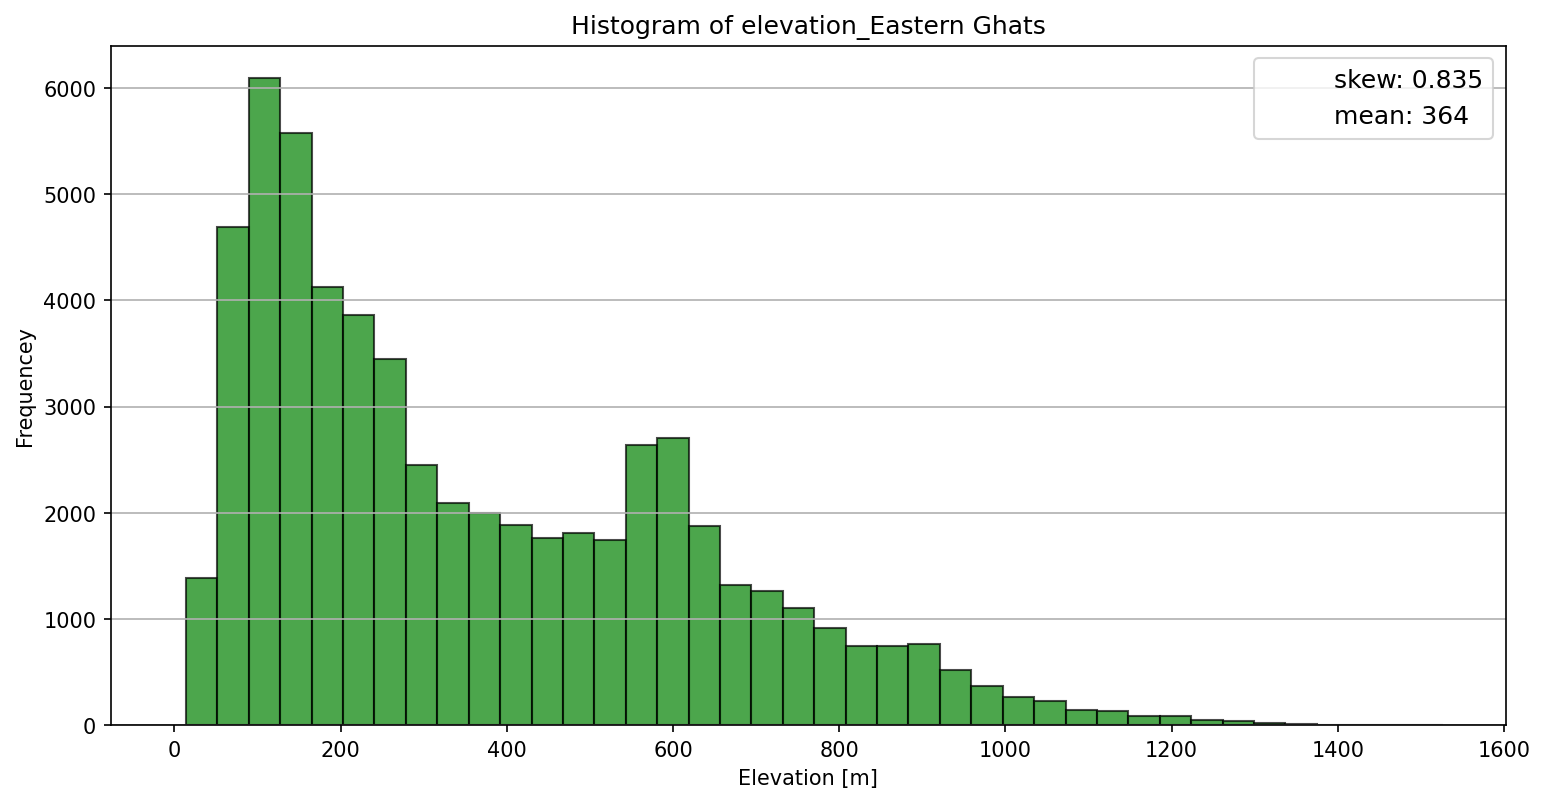 Histogram of elevation_Eastern Ghats
skew: 0.835
mean: 364
Frequencey
6000
5000
4000
3000
2000
1000
0
0 200 400 600 800 1000 1200 1400 1600
Elevation [m]